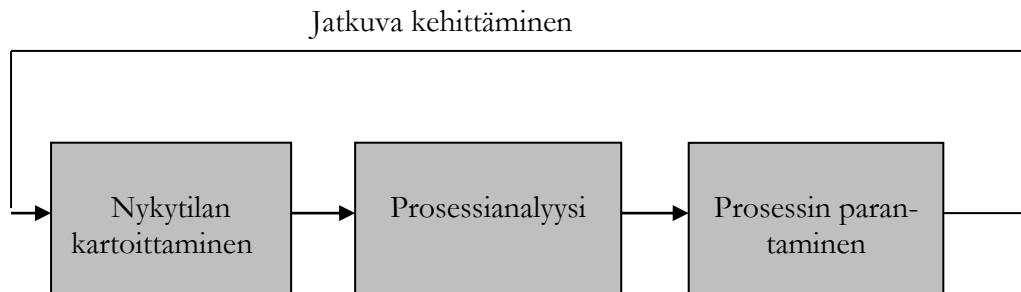 Jatkuva kehittäminen
Nykytilan
kartoittaminen
Prosessianalyysi
Prosessin paran-
taminen